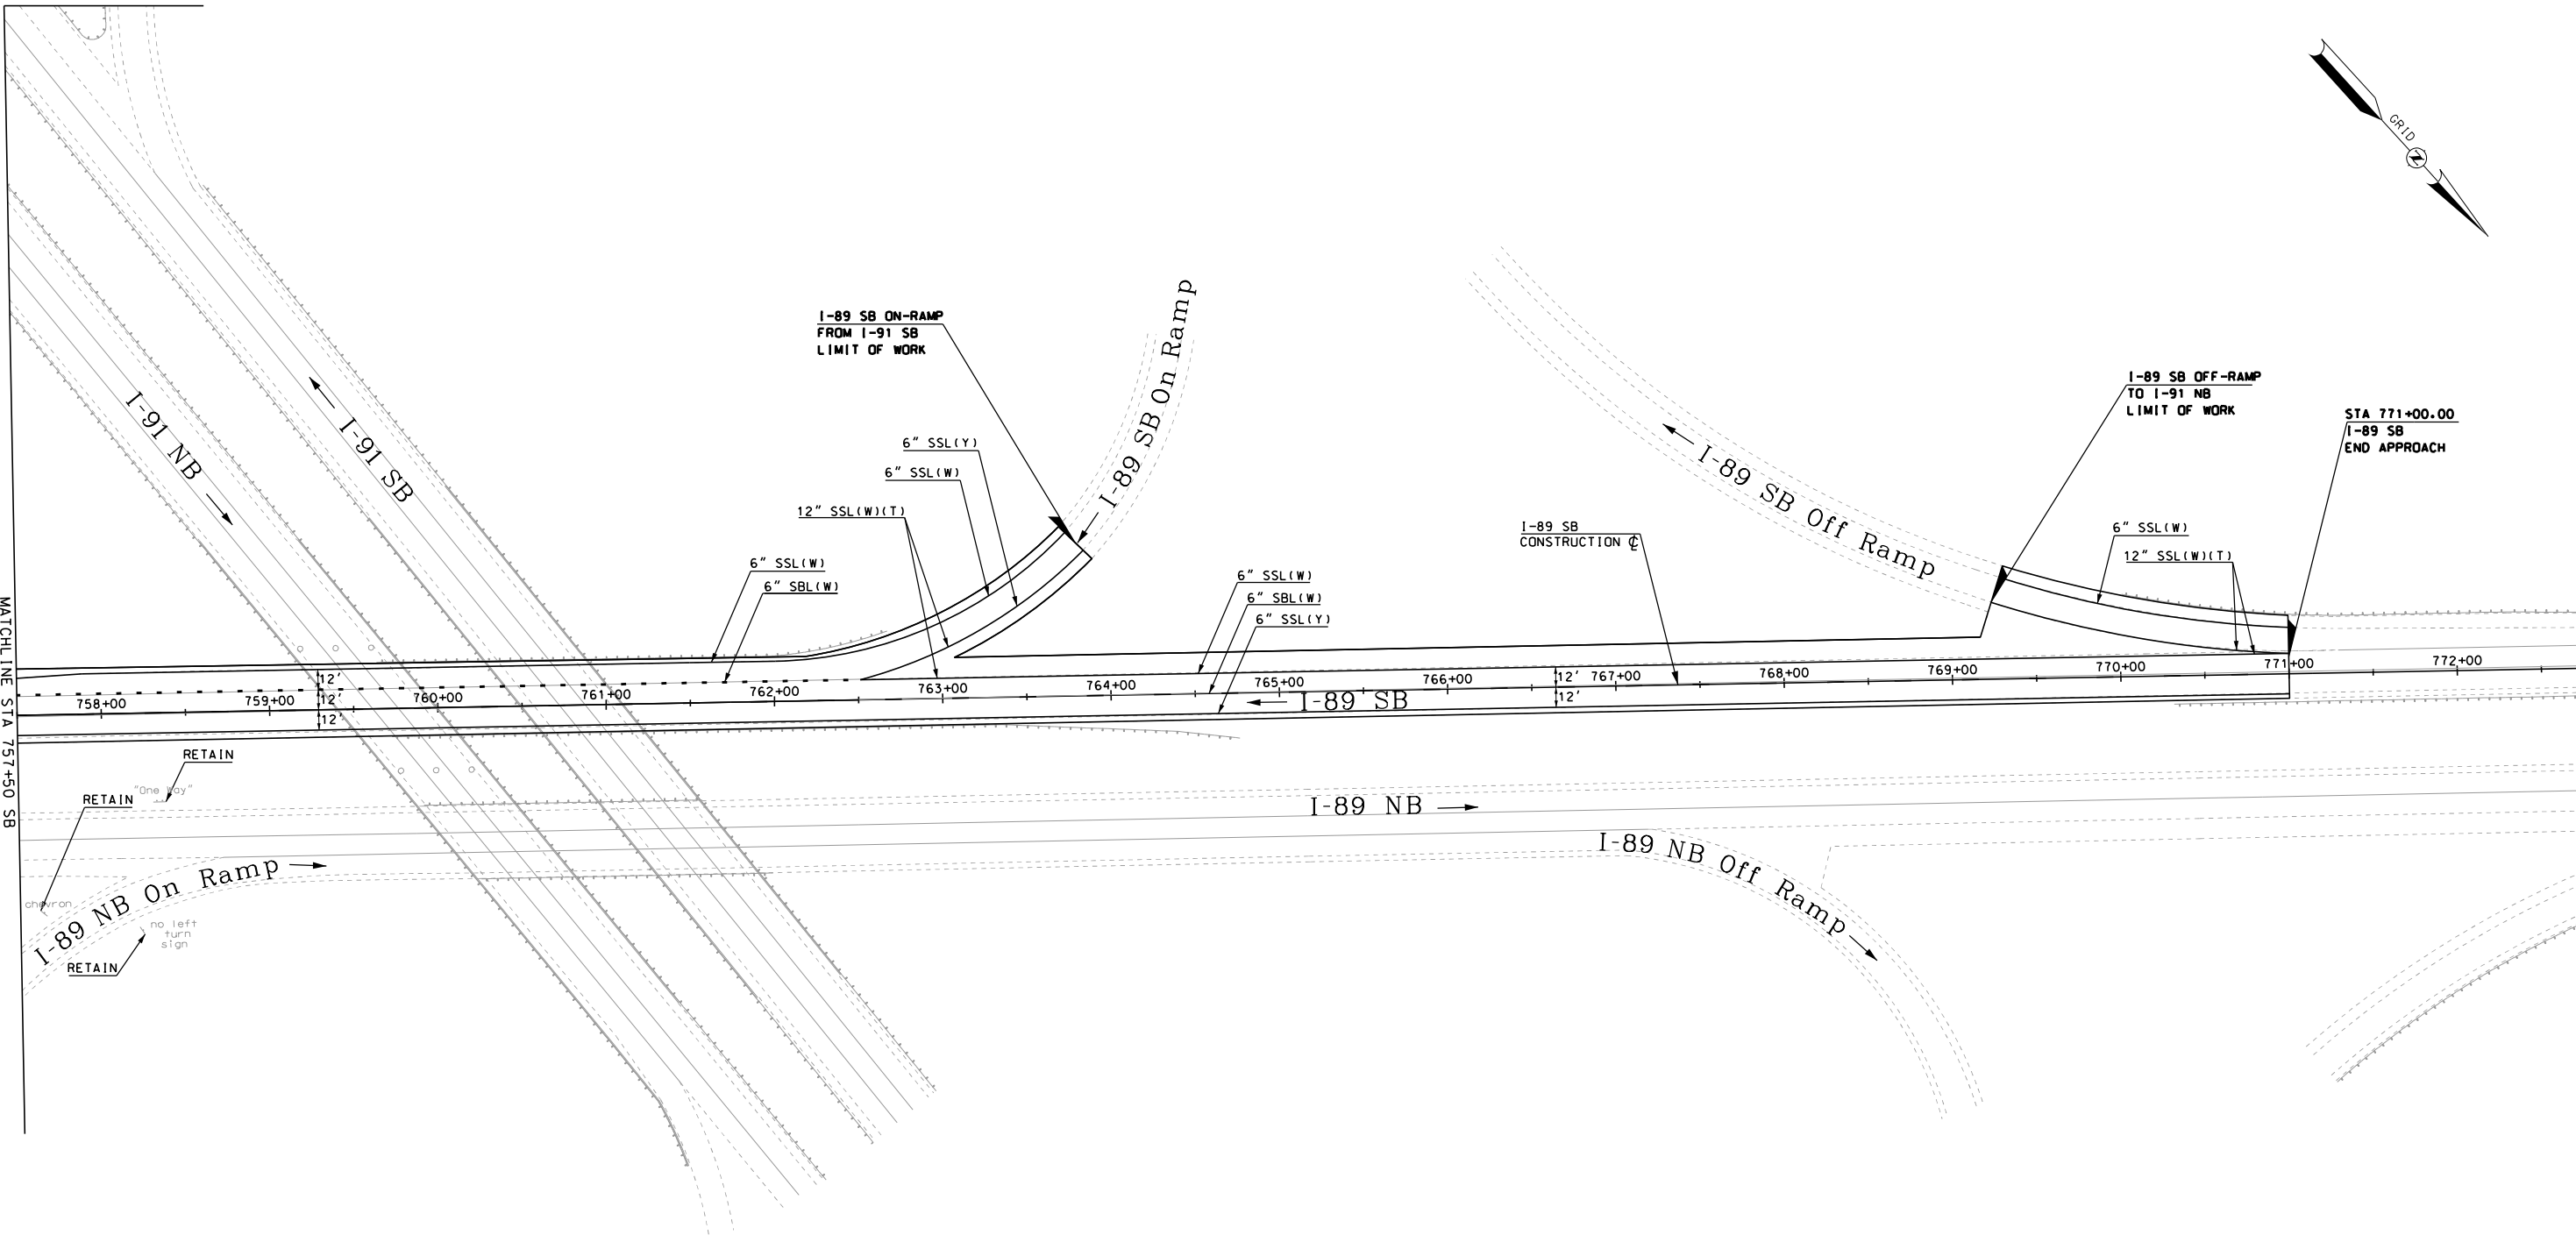 GRID
Z
I-89 SB ON-RAMP
FROM I-91 SB
LIMIT OF WORK
I-89 SB On Ramp
I-89 SB OFF-RAMP
TO I-91 NB
LIMIT OF WORK
STA 771+00.00
I-89 SB
END APPROACH
I-91 NB
I-91 SB
6" SSL(Y)
6" SSL(W)
12" SSL(W)(T)
6" SSL(W)
6" SBL(W)
I-89 SB Off Ramp
I-89 SB
CONSTRUCTION ℄
6" SSL(W)
12" SSL(W)(T)
6" SSL(W)
6" SBL(W)
6" SSL(Y)
MATCHLINE STA 757+50 SB
12'
12'
12'
12'
12'
758+00
759+00
760+00
761+00
762+00
763+00
764+00
765+00
766+00
767+00
768+00
769+00
770+00
771+00
772+00
I-89 SB
RETAIN
"One Way"
RETAIN
I-89 NB
I-89 NB On Ramp
I-89 NB Off Ramp
chevron
no left
turn
sign
RETAIN